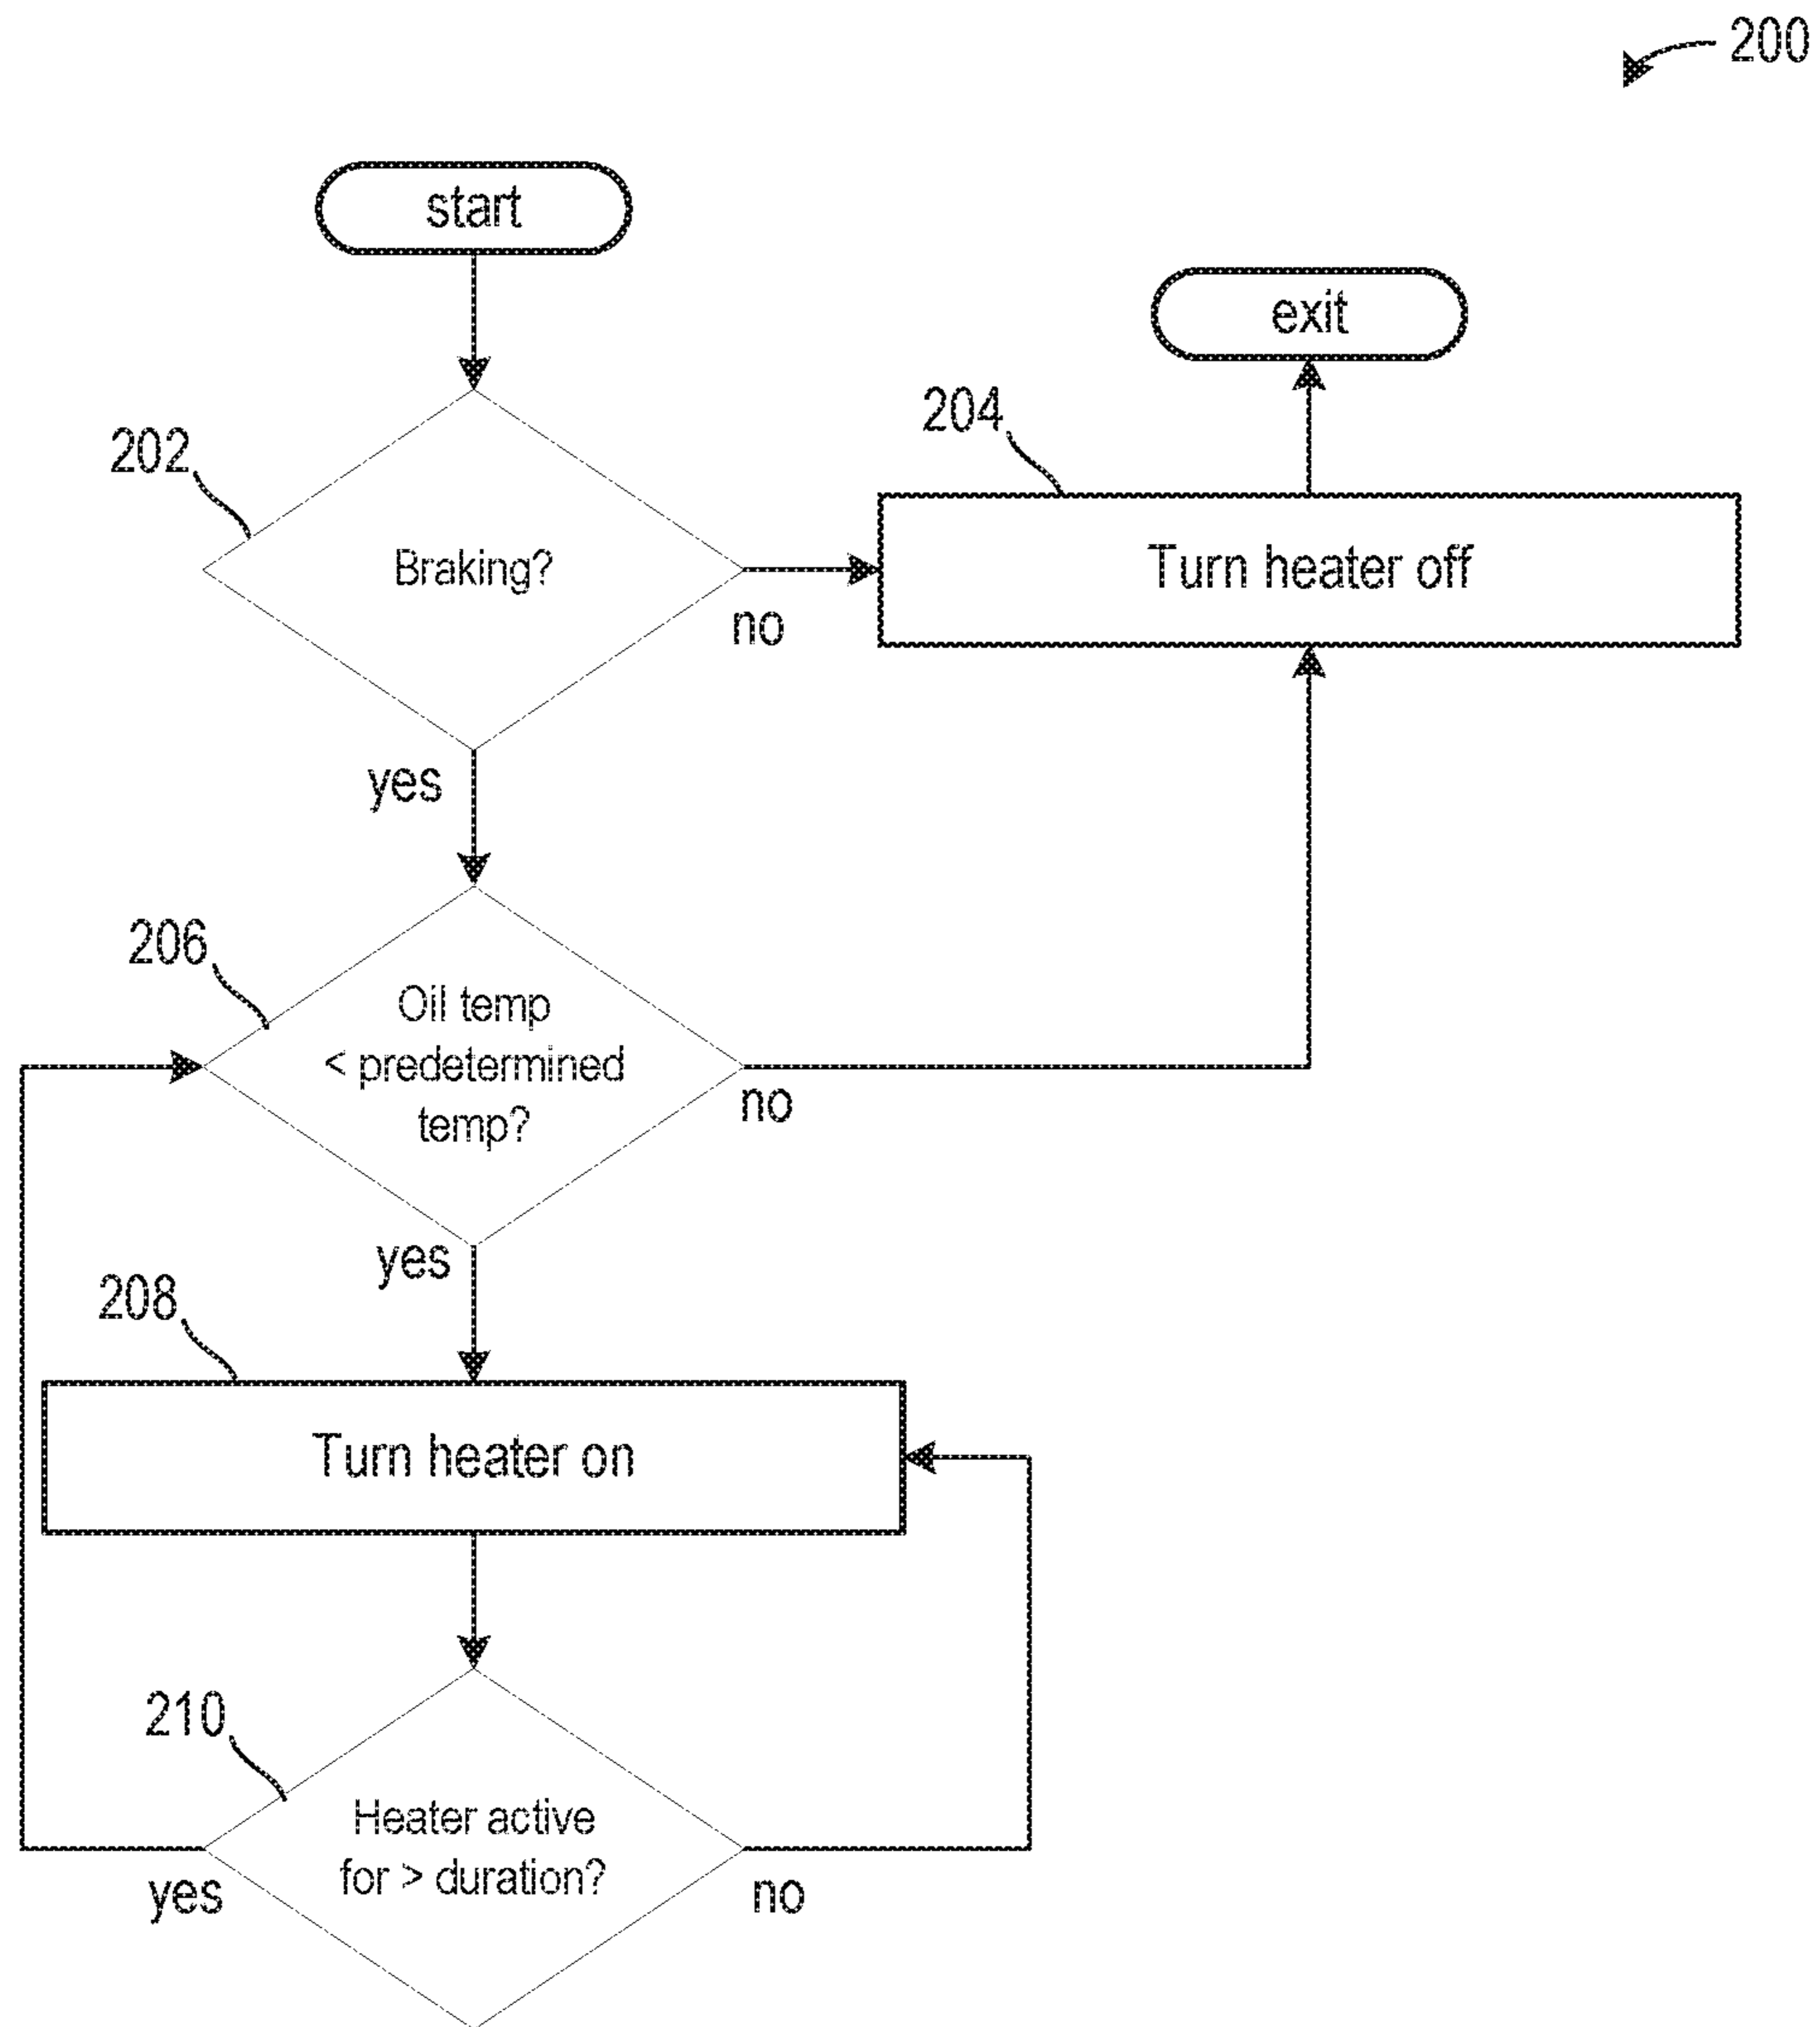 200
start
exit
204
202
Braking?
Turn heater off
no
yes
206
Oil temp
< predetermined
temp?
no
yes
208
Turn heater on
210
Heater active
for > duration?
yes
no